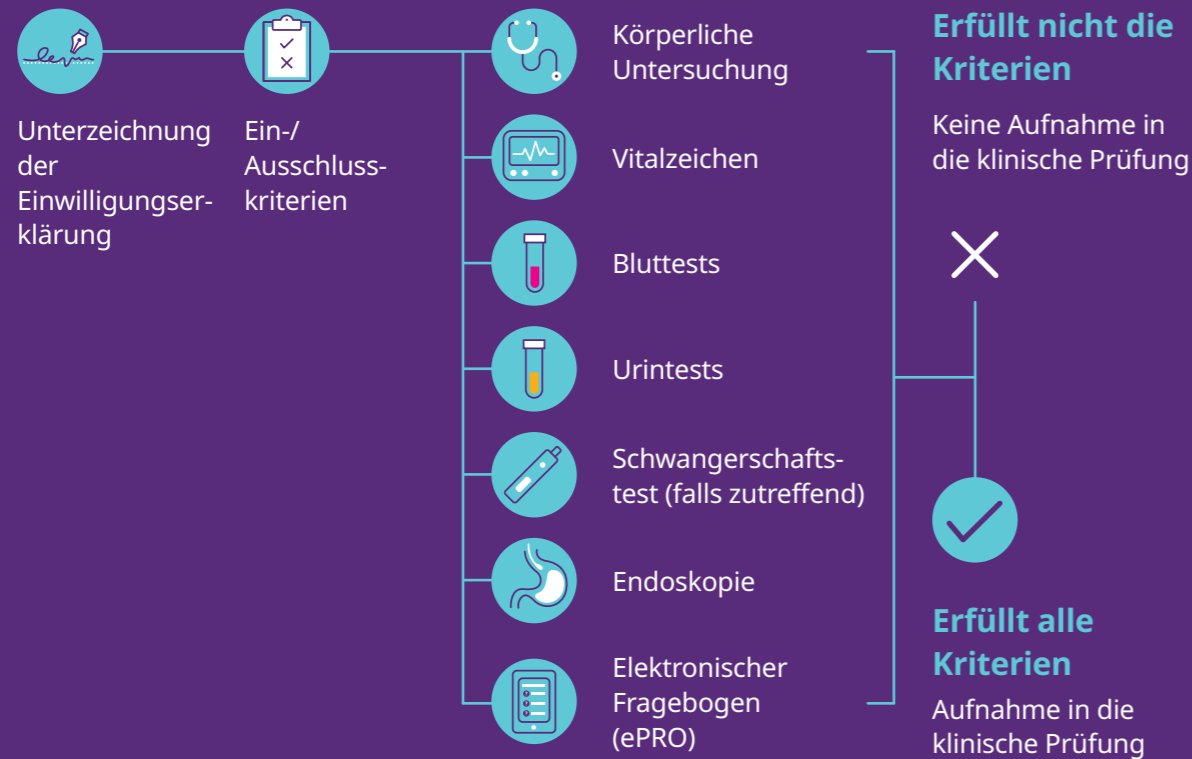 Unterzeichnung
der
Einwilligungser-
klärung
Ein-/
Ausschluss-
kriterien
Körperliche
Untersuchung
Vitalzeichen
Bluttests
Urintests
Schwangerschafts-
test (falls zutreffend)
Endoskopie
Elektronischer
Fragebogen
(ePRO)
Erfüllt nicht die
Kriterien
Keine Aufnahme in
die klinische Prüfung
Erfüllt alle
Kriterien
Aufnahme in die
klinische Prüfung